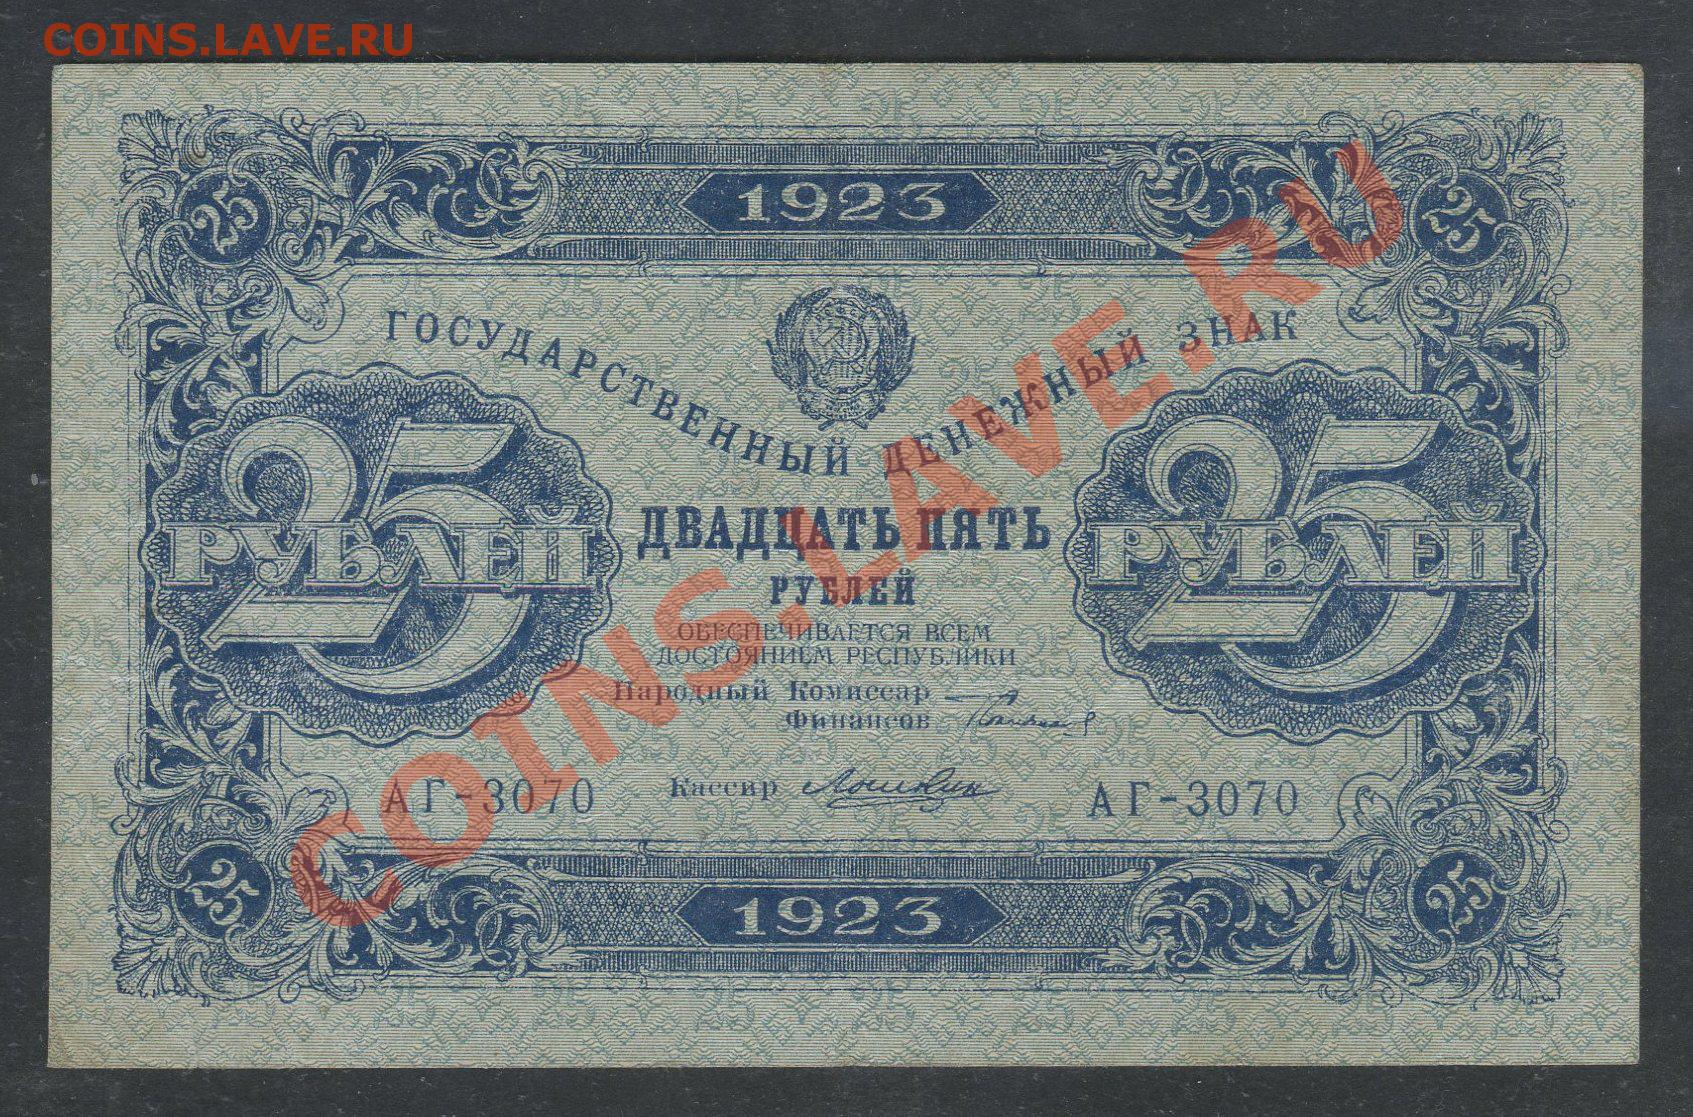 COINS.LAVE.RU
1923
25 25
ГОСУДАРСТВЕННЫЙ ДЕНЕЖНЫЙ ЗНАК
25 25
РУБЛЕЙ ДВАДЦАТЬ ПЯТЬ РУБЛЕЙ
РУБЛЕЙ
ОБЕСПЕЧИВАЕТСЯ ВСЕМ
ДОСТОЯНИЕМ РЕСПУБЛИКИ
Народный Комиссар
Финансов
Кассир
АГ-3070 АГ-3070
25 25
1923
COINS.LAVE.RU